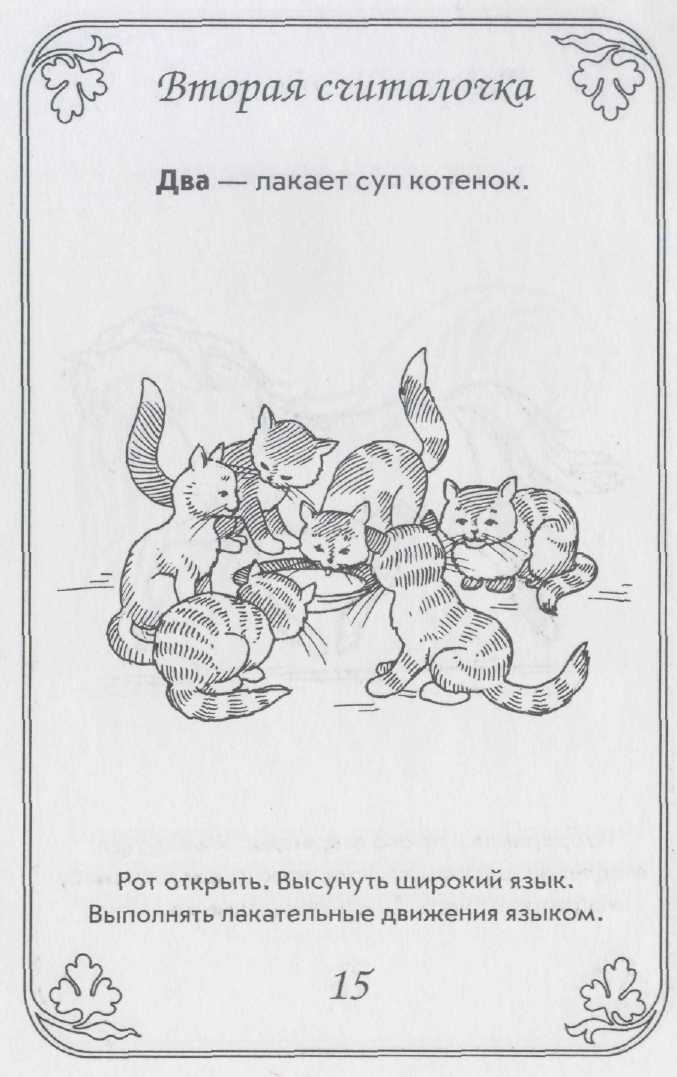 Вторая считалочка
Два — лакает суп котенок.
Рот открыть. Высунуть широкий язык.
Выполнять лакательные движения языком.
15